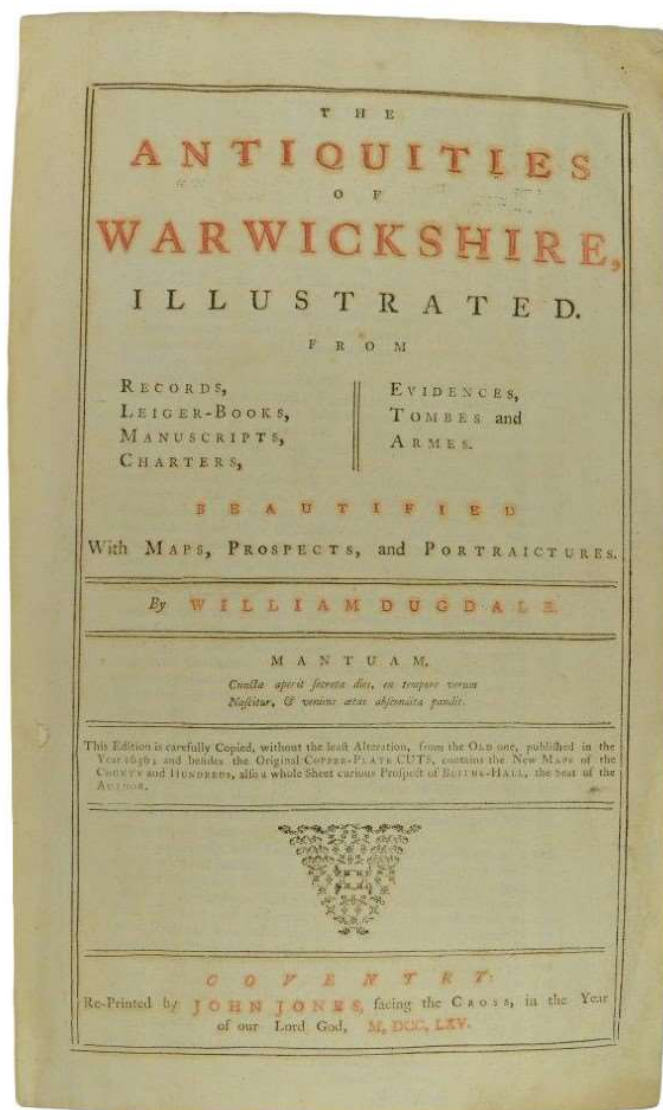 THE
ANTIQUITIES
OF
WARWICKSHIRE,
ILLUSTRATED.
FROM
RECORDS,
LEIGER-BOOKS,
MANUSCRIPTS,
CHARTERS,
EVIDENCES,
TOMBES and
ARMES.
BEAUTIFIED
With MAPS, PROSPECTS, and PORTRAICTURES.
By WILLIAM DUGDALE.
MANTUAM.
Cuncta aperit ſecreta dies, en tempore verum
Naſcitur, & veniens ætas abſcondita pandit.
This Edition is carefully Copied, without the leaſt Alteration, from the OLD one, publiſhed in the
Year 1656; and beſides the Original COPPER-PLATE CUTS, contains the New MAPS of the
COUNTY and HUNDREDS, alſo a whole Sheet curious Proſpect of BLITHE-HALL, the Seat of the
AUTHOR.
COVENTRY:
Re-Printed by JOHN JONES, facing the CROSS, in the Year
of our Lord God, M,DCC,LXV.